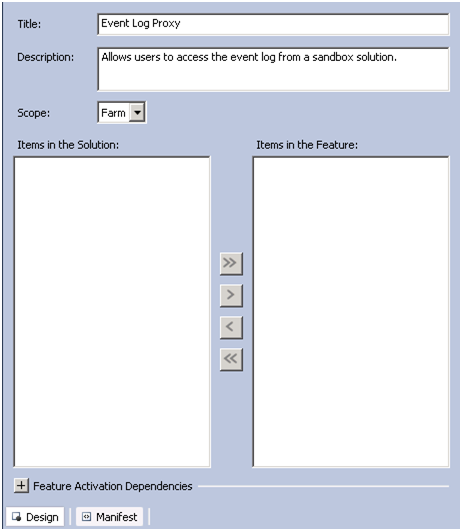 Title: Event Log Proxy
Description: Allows users to access the event log from a sandbox solution.
Scope: Farm
Items in the Solution: Items in the Feature:
>>
>
<
<<
+ Feature Activation Dependencies
Design Manifest